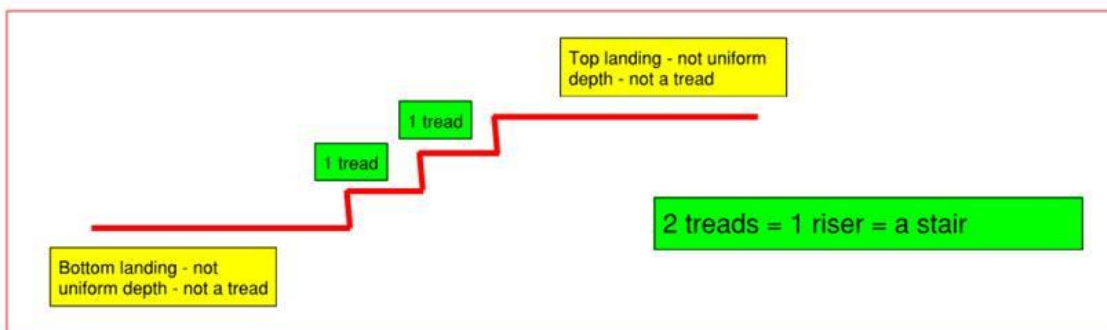 Top landing - not uniform
depth - not a tread
1 tread
1 tread
2 treads = 1 riser = a stair
Bottom landing - not
uniform depth - not a tread